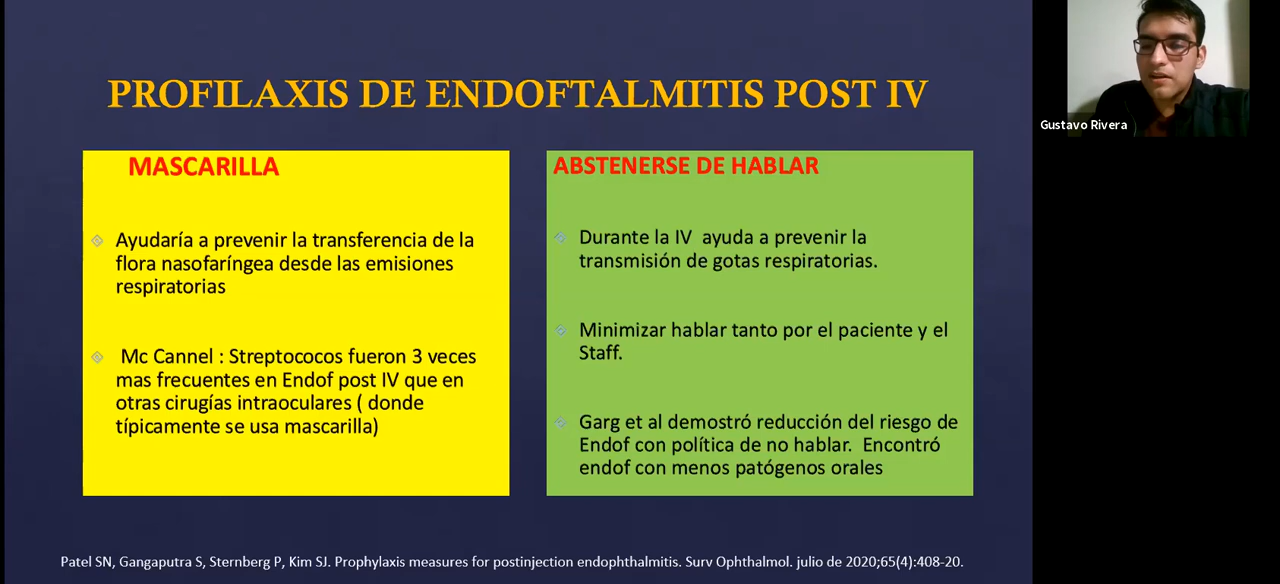 PROFILAXIS DE ENDOFTALMITIS POST IV
MASCARILLA
Ayudaría a prevenir la transferencia de la
flora nasofaríngea desde las emisiones
respiratorias
Mc Cannel : Streptococos fueron 3 veces
mas frecuentes en Endof post IV que en
otras cirugías intraoculares ( donde
típicamente se usa mascarilla)
ABSTENERSE DE HABLAR
Durante la IV  ayuda a prevenir la
transmisión de gotas respiratorias.
Minimizar hablar tanto por el paciente y el
Staff.
Garg et al demostró reducción del riesgo de
Endof con política de no hablar.  Encontró
endof con menos patógenos orales
Patel SN, Gangaputra S, Sternberg P, Kim SJ. Prophylaxis measures for postinjection endophthalmitis. Surv Ophthalmol. julio de 2020;65(4):408-20.
Gustavo Rivera